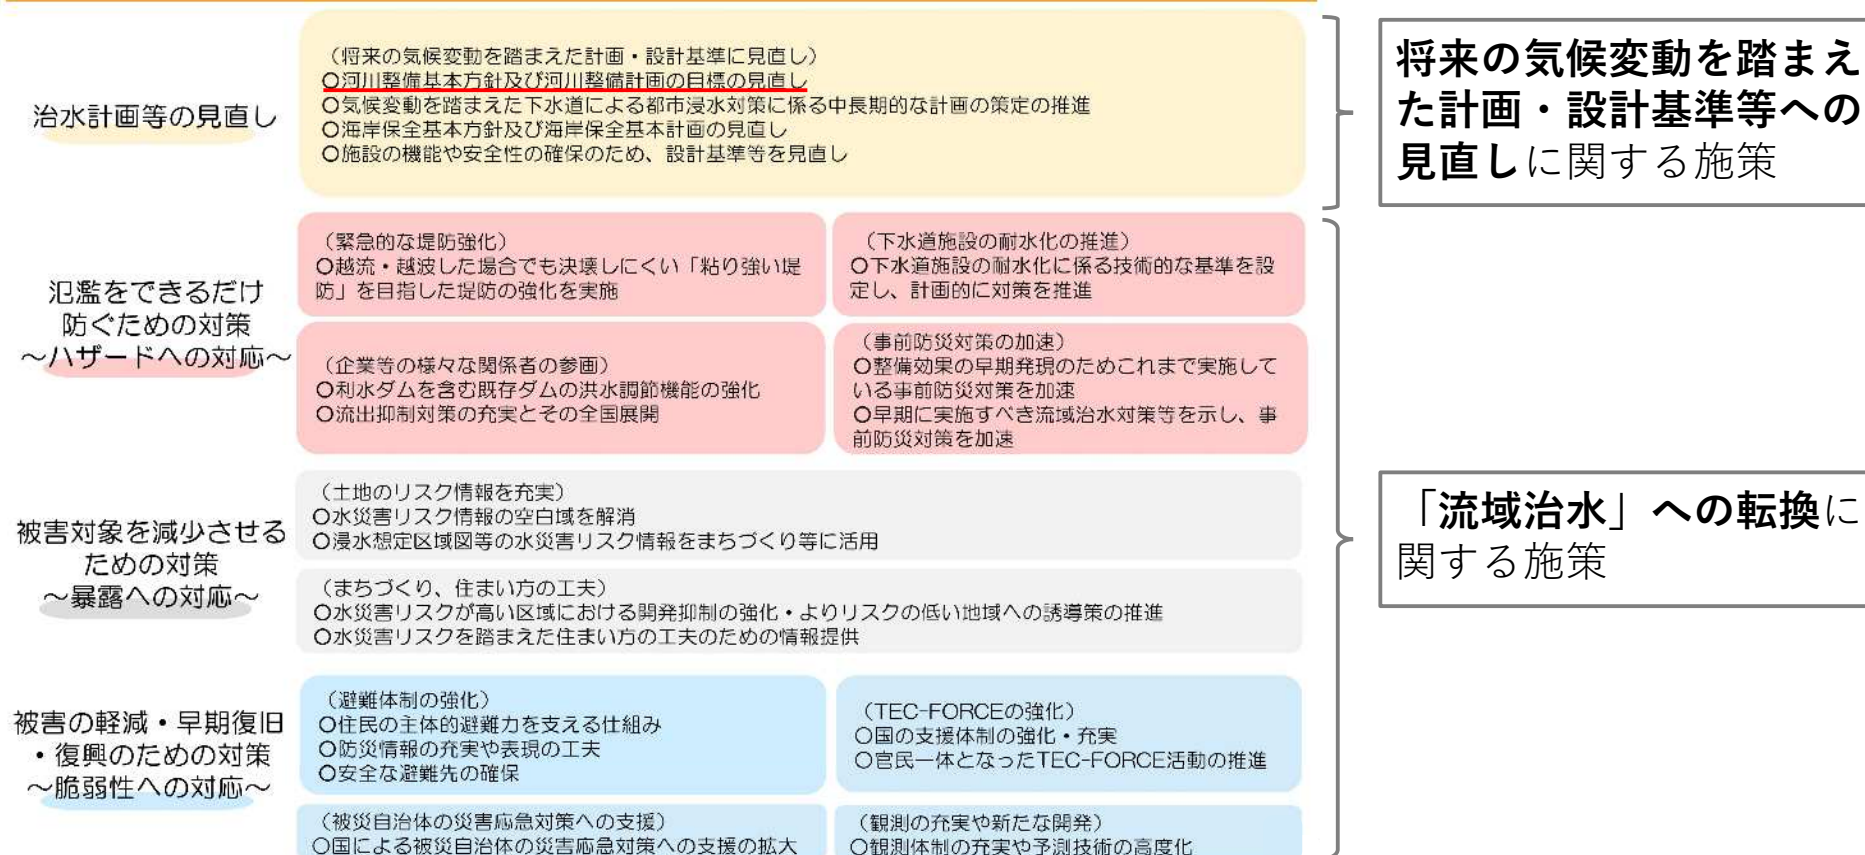 治水計画等の見直し
（将来の気候変動を踏まえた計画・設計基準に見直し）
○河川整備基本方針及び河川整備計画の目標の見直し
○気候変動を踏まえた下水道による都市浸水対策に係る中長期的な計画の策定の推進
○海岸保全基本方針及び海岸保全基本計画の見直し
○施設の機能や安全性の確保のため、設計基準等を見直し
将来の気候変動を踏まえ
た計画・設計基準等への
見直しに関する施策
氾濫をできるだけ
防ぐための対策
～ハザードへの対応～
（緊急的な堤防強化）
○越流・越波した場合でも決壊しにくい「粘り強い堤
防」を目指した堤防の強化を実施
（下水道施設の耐水化の推進）
○下水道施設の耐水化に係る技術的な基準を設
定し、計画的に対策を推進
（企業等の様々な関係者の参画）
○利水ダムを含む既存ダムの洪水調節機能の強化
○流出抑制対策の充実とその全国展開
（事前防災対策の加速）
○整備効果の早期発現のためこれまで実施して
いる事前防災対策を加速
○早期に実施すべき流域治水対策等を示し、事
前防災対策を加速
被害対象を減少させる
ための対策
～暴露への対応～
（土地のリスク情報を充実）
○水災害リスク情報の空白域を解消
○浸水想定区域図等の水災害リスク情報をまちづくり等に活用
（まちづくり、住まい方の工夫）
○水災害リスクが高い区域における開発抑制の強化・よりリスクの低い地域への誘導策の推進
○水災害リスクを踏まえた住まい方の工夫のための情報提供
「流域治水」への転換に
関する施策
被害の軽減・早期復旧
・復興のための対策
～脆弱性への対応～
（避難体制の強化）
○住民の主体的避難力を支える仕組み
○防災情報の充実や表現の工夫
○安全な避難先の確保
（TEC-FORCEの強化）
○国の支援体制の強化・充実
○官民一体となったTEC-FORCE活動の推進
（被災自治体の災害応急対策への支援）
○国による被災自治体の災害応急対策への支援の拡大
（観測の充実や新たな開発）
○観測体制の充実や予測技術の高度化